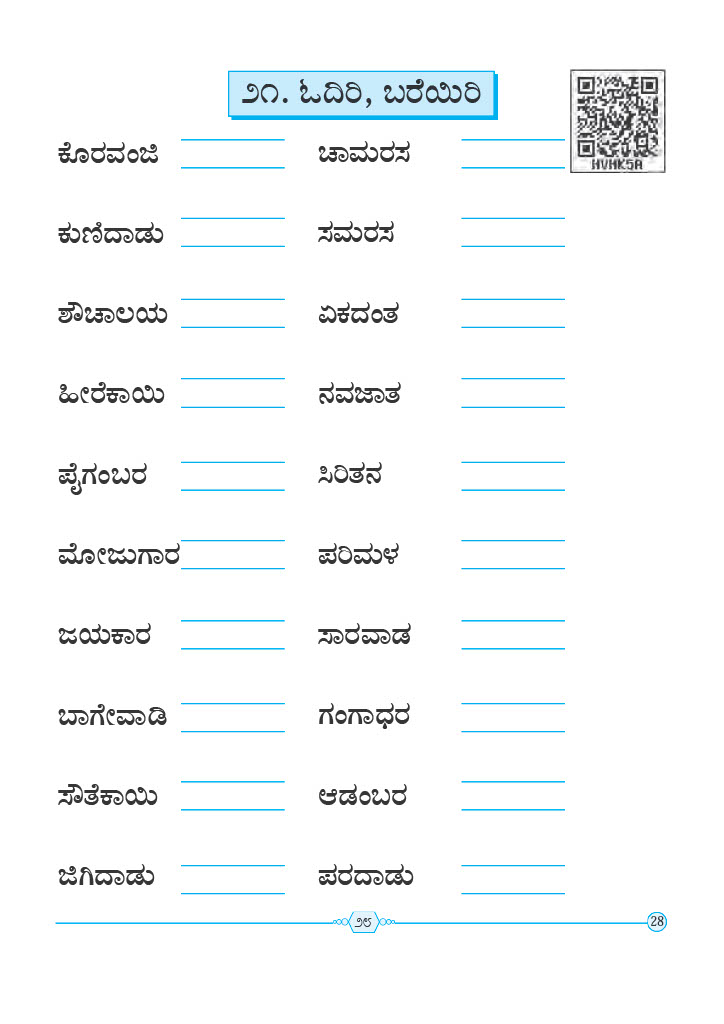 ೨೧. ಓದಿರಿ, ಬರೆಯಿರಿ
HVHK5A
ಕೊರವಂಜಿ ಚಾಮರಸ
ಕುಣಿದಾಡು ಸಮರಸ
ಶೌಚಾಲಯ ಏಕದಂತ
ಹೀರೆಕಾಯಿ ನವಜಾತ
ಪೈಗಂಬರ ಸಿರಿತನ
ಮೋಜುಗಾರ ಪರಿಮಳ
ಜಯಕಾರ ಸಾರವಾಡ
ಬಾಗೇವಾಡಿ ಗಂಗಾಧರ
ಸೌತೆಕಾಯಿ ಆಡಂಬರ
ಜಿಗಿದಾಡು ಪರದಾಡು
೨೮ 28